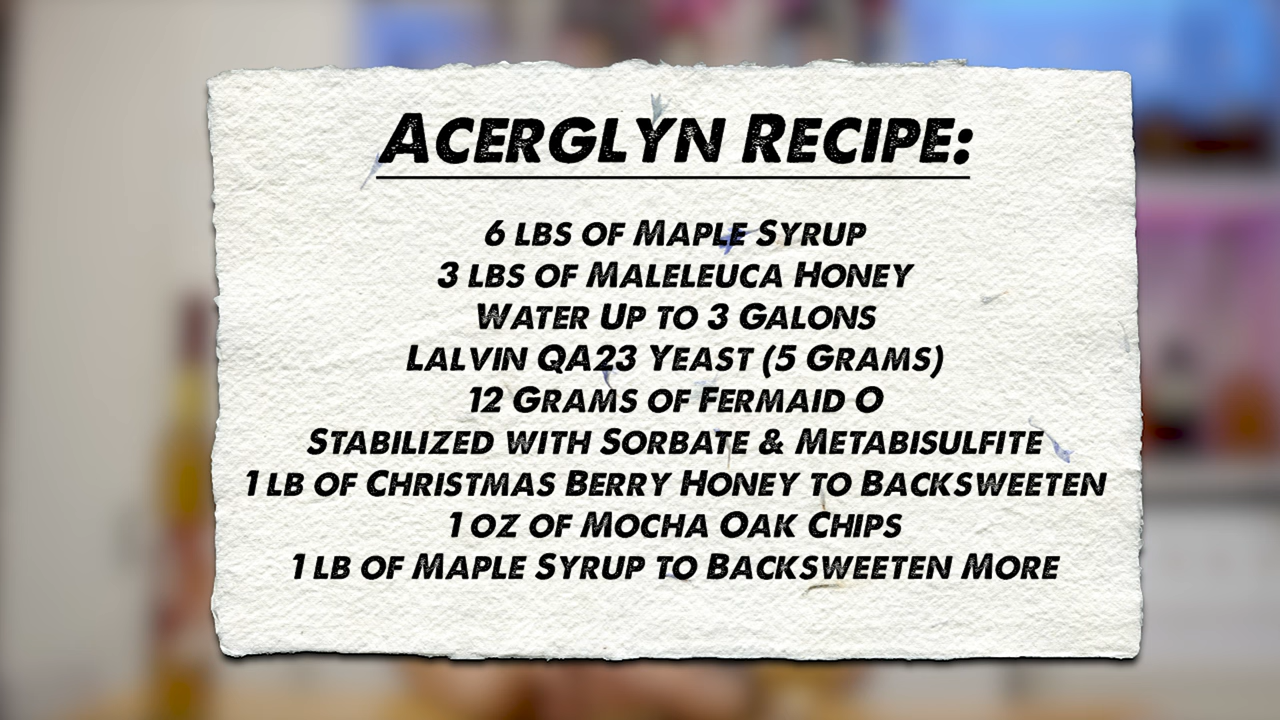 Acerglyn Recipe:
6 lbs of Maple Syrup
3 lbs of Maleleuca Honey
Water Up to 3 Galons
Lalvin QA23 Yeast (5 Grams)
12 Grams of Fermaid O
Stabilized with Sorbate & Metabisulfite
1 lb of Christmas Berry Honey to Backsweeten
1 oz of Mocha Oak Chips
1 lb of Maple Syrup to Backsweeten More